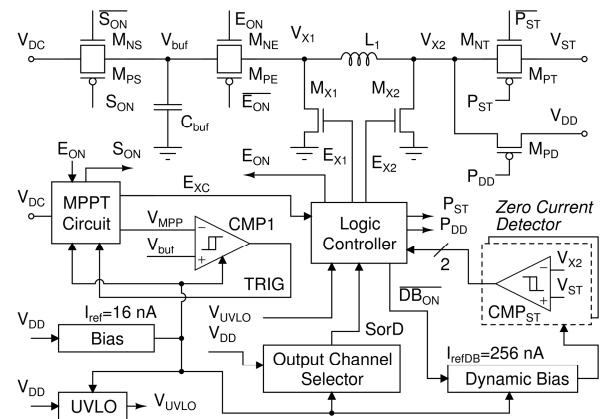 S̅O̅N̅ E_ON P̅S̅T̅
V_DC M_NS V_buf M_NE V_X1 L_1 V_X2 M_NT V_ST
M_PS M_PE M_X1 M_X2 M_PT
S_ON C_buf E̅O̅N̅ P_ST V_DD
M_PD
E_X1 E_X2 P_DD
E_ON S_ON E_ON
V_DC MPPT Circuit E_XC
V_MPP CMP1
V_buf
− +
TRIG
Logic Controller
P_ST
P_DD
2
Zero Current Detector
V_X2
V_ST
− +
CMP_ST
V_UVLO
V_DD
D̅B̅O̅N̅
SorD
I_ref=16 nA
V_DD Bias
Output Channel Selector
I_refDB=256 nA
Dynamic Bias
V_DD UVLO V_UVLO